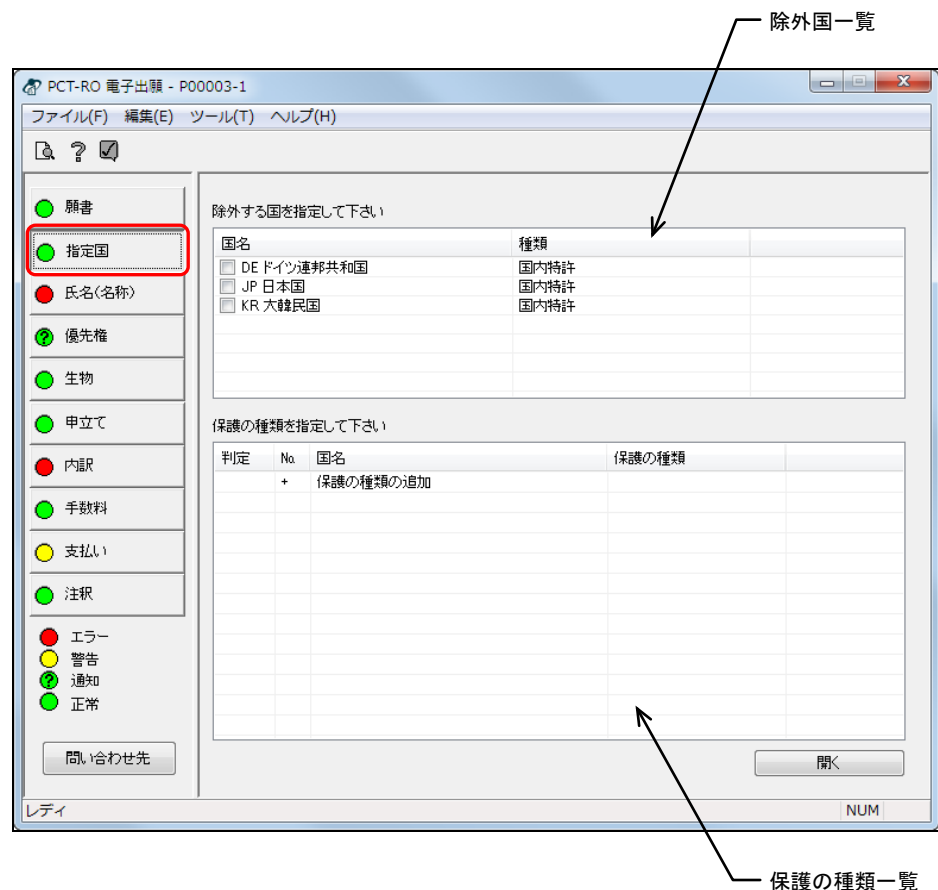 除外国一覧
PCT-RO 電子出願 - P00003-1
ファイル(F) 編集(E) ツール(T) ヘルプ(H)
願書
指定国
氏名(名称)
優先権
生物
申立て
内訳
手数料
支払い
注釈
エラー
警告
通知
正常
問い合わせ先
除外する国を指定して下さい
国名 種類
DE ドイツ連邦共和国 国内特許
JP 日本国 国内特許
KR 大韓民国 国内特許
保護の種類を指定して下さい
判定 No. 国名 保護の種類
+ 保護の種類の追加
開く
レディ NUM
保護の種類一覧